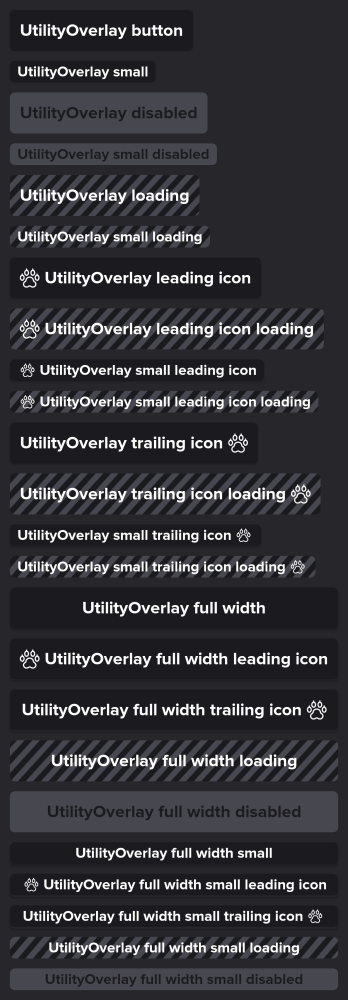 UtilityOverlay button
UtilityOverlay small
UtilityOverlay disabled
UtilityOverlay small disabled
UtilityOverlay loading
UtilityOverlay small loading
UtilityOverlay leading icon
UtilityOverlay leading icon loading
UtilityOverlay small leading icon
UtilityOverlay small leading icon loading
UtilityOverlay trailing icon
UtilityOverlay trailing icon loading
UtilityOverlay small trailing icon
UtilityOverlay small trailing icon loading
UtilityOverlay full width
UtilityOverlay full width leading icon
UtilityOverlay full width trailing icon
UtilityOverlay full width loading
UtilityOverlay full width disabled
UtilityOverlay full width small
UtilityOverlay full width small leading icon
UtilityOverlay full width small trailing icon
UtilityOverlay full width small loading
UtilityOverlay full width small disabled